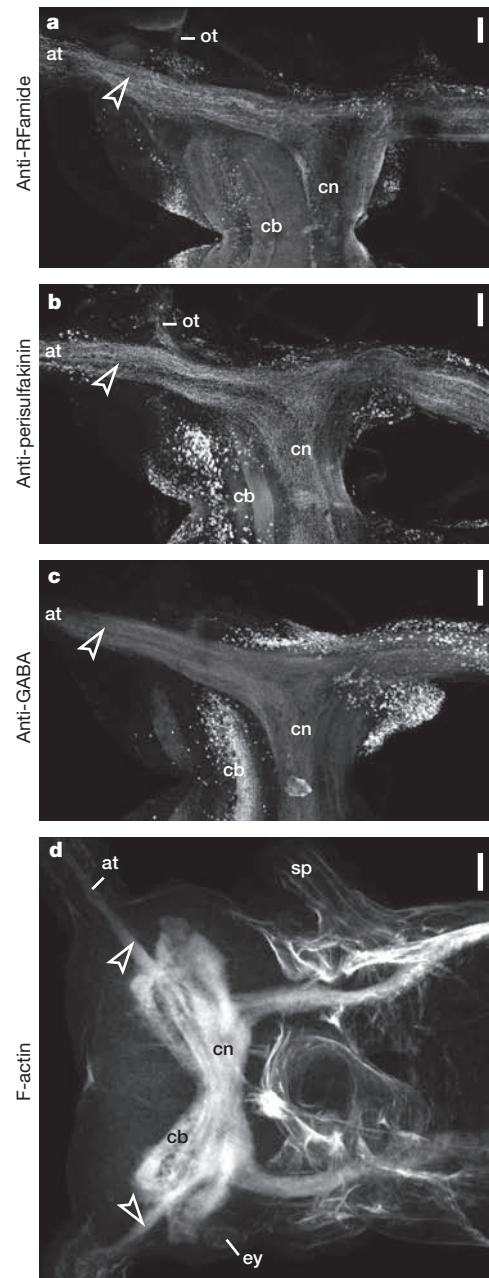 a
ot
at
cn
cb
Anti-RFamide
b
ot
at
cn
cb
Anti-perisulfakinin
c
at
cn
cb
Anti-GABA
d
at
sp
cn
cb
ey
F-actin